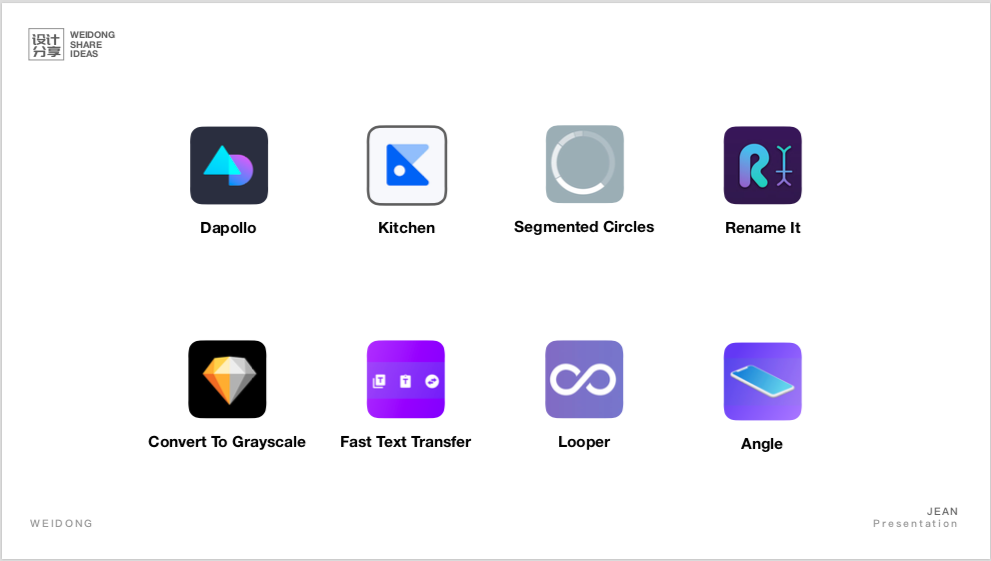 设计
分享
WEIDONG
SHARE
IDEAS
Dapollo
Kitchen
Segmented Circles
Rename It
Convert To Grayscale
Fast Text Transfer
Looper
Angle
WEIDONG
JEAN
Presentation